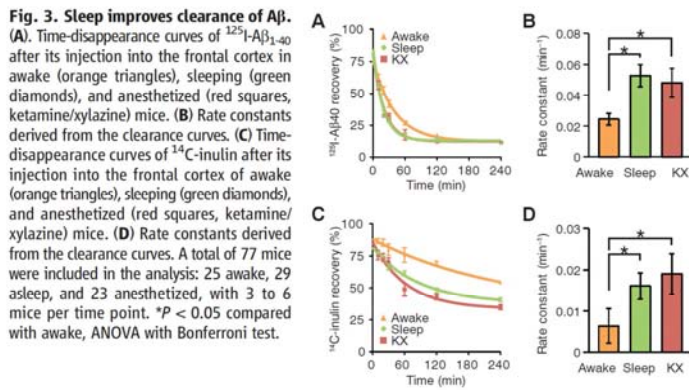 Fig. 3. Sleep improves clearance of Aβ.
(A). Time-disappearance curves of ¹²⁵I-Aβ₁₋₄₀
after its injection into the frontal cortex in
awake (orange triangles), sleeping (green
diamonds), and anesthetized (red squares,
ketamine/xylazine) mice. (B) Rate constants
derived from the clearance curves. (C) Time-
disappearance curves of ¹⁴C-inulin after its
injection into the frontal cortex of awake
(orange triangles), sleeping (green diamonds),
and anesthetized (red squares, ketamine/
xylazine) mice. (D) Rate constants derived
from the clearance curves. A total of 77 mice
were included in the analysis: 25 awake, 29
asleep, and 23 anesthetized, with 3 to 6
mice per time point. *P < 0.05 compared
with awake, ANOVA with Bonferroni test.
A
¹²⁵I-Aβ40 recovery (%)
100
75
50
25
0
Awake
Sleep
KX
0 60 120 180 240
Time (min)
B
Rate constant (min⁻¹)
0.08
0.06
0.04
0.02
0
*
*
Awake Sleep KX
C
¹⁴C-inulin recovery (%)
100
75
50
25
0
Awake
Sleep
KX
0 60 120 180 240
Time (min)
D
Rate constant (min⁻¹)
0.03
0.02
0.01
0
*
*
Awake Sleep KX